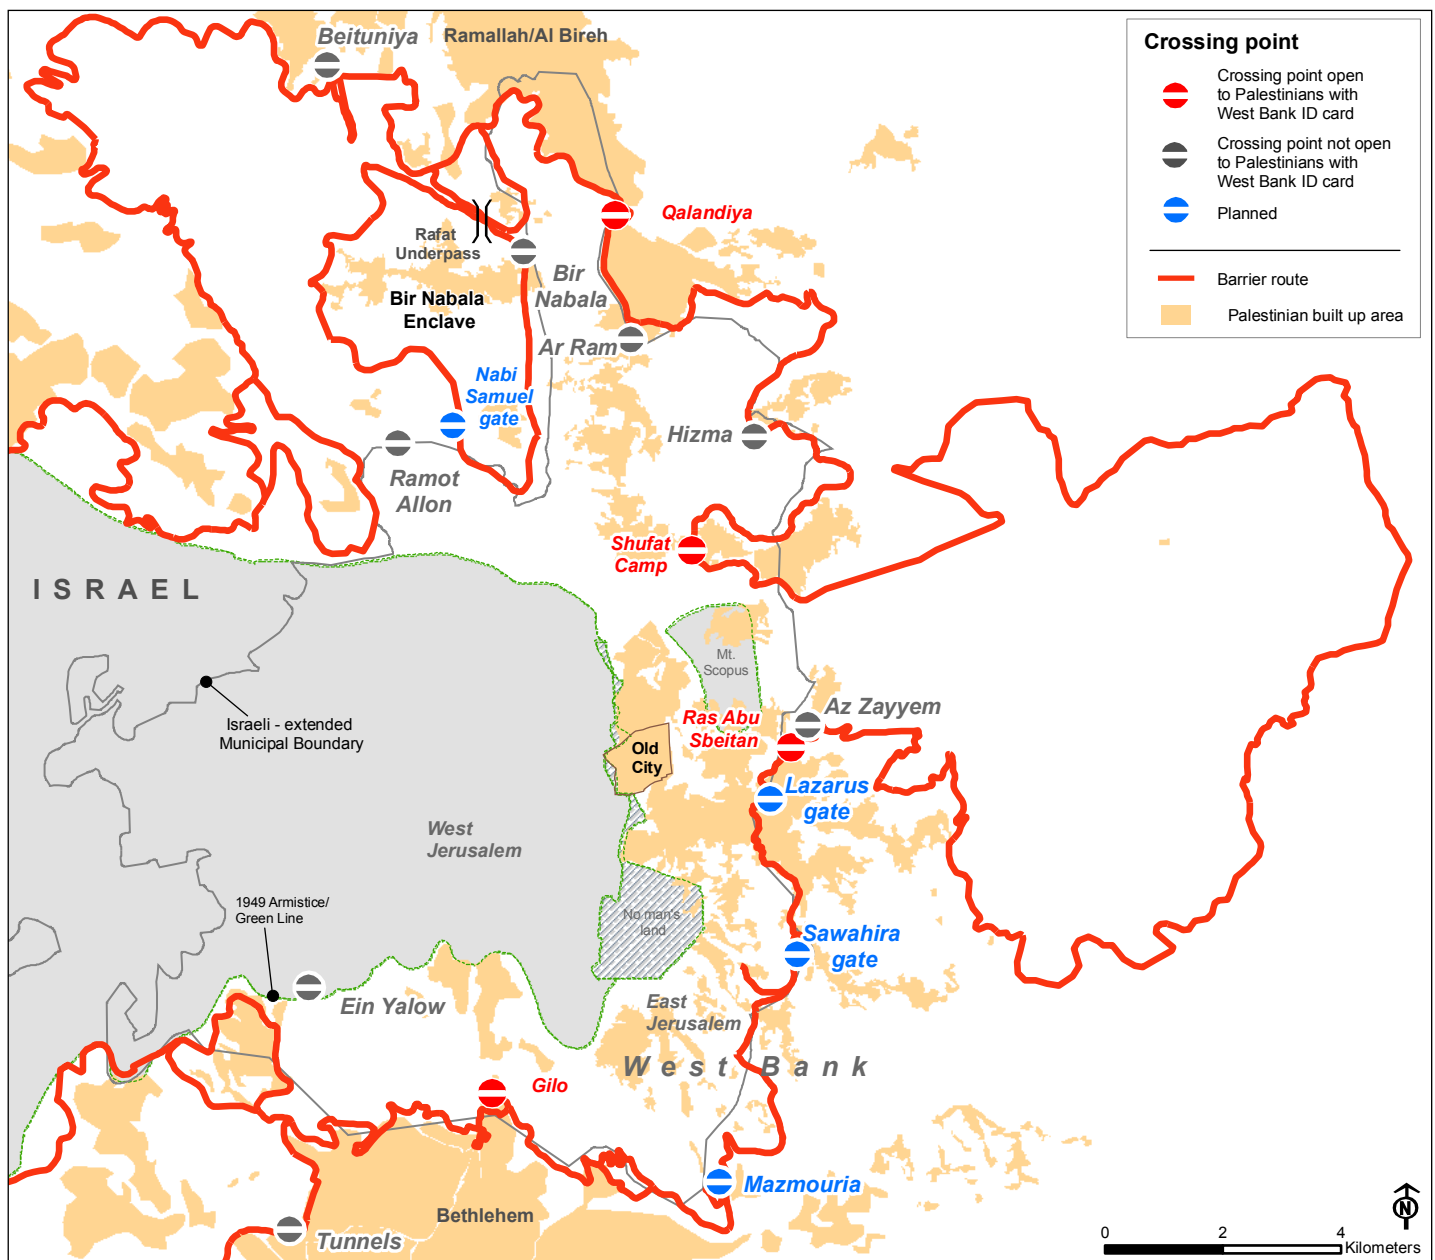 Beituniya
Ramallah/Al Bireh
Crossing point
Crossing point open
to Palestinians with
West Bank ID card
Crossing point not open
to Palestinians with
West Bank ID card
Planned
Barrier route
Palestinian built up area
Qalandiya
Rafat
Underpass
Bir
Nabala
Bir Nabala
Enclave
Ar Ram
Nabi
Samuel
gate
Hizma
Ramot
Allon
Shufat
Camp
ISRAEL
Mt.
Scopus
Israeli - extended
Municipal Boundary
Ras Abu
Sbeitan
Az Zayyem
Old
City
Lazarus
gate
West
Jerusalem
1949 Armistice/
Green Line
No man's
land
Sawahira
gate
Ein Yalow
East
Jerusalem
West Bank
Gilo
Mazmouria
Bethlehem
Tunnels
N
0 2 4
Kilometers